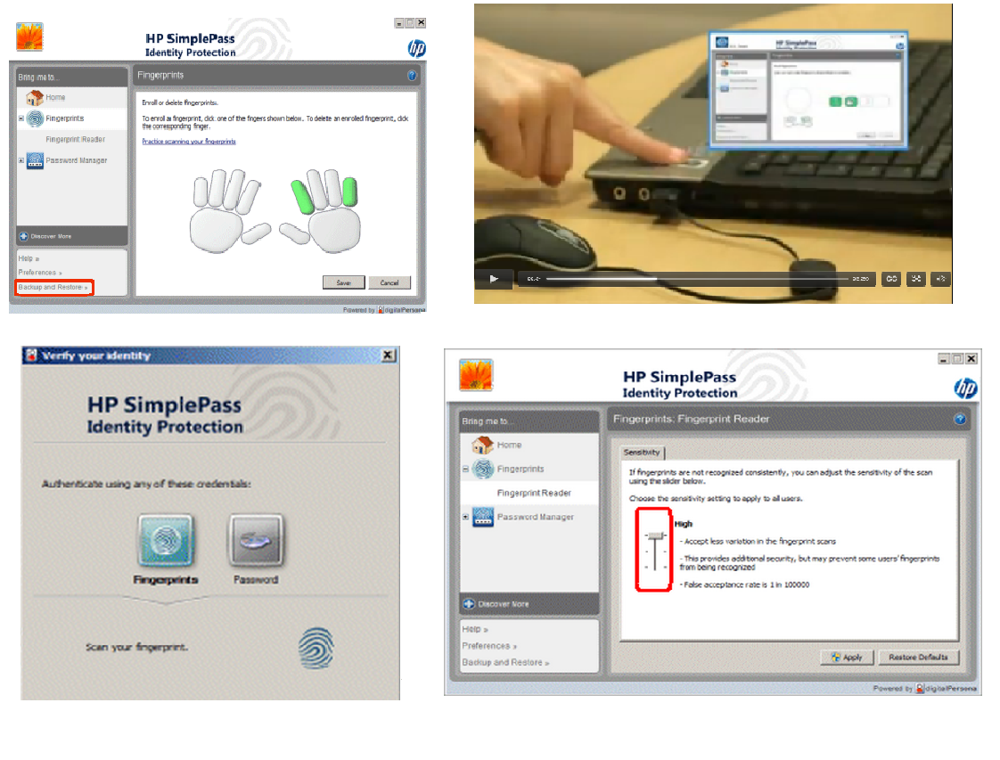 HP SimplePass
Identity Protection
hp
Bring me to...
Home
Fingerprints
Fingerprint Reader
Password Manager
Discover More
Help »
Preferences »
Backup and Restore »
Fingerprints
?
Enroll or delete fingerprints.
To enroll a fingerprint, click one of the fingers shown below. To delete an enrolled fingerprint, click
the corresponding finger.
Practice scanning your fingerprints
Save
Cancel
Powered by digitalPersona
HP SimplePass
Verify your identity
HP SimplePass
Identity Protection
Authenticate using any of these credentials:
Fingerprints
Password
Scan your fingerprint.
HP SimplePass
Identity Protection
hp
Bring me to...
Home
Fingerprints
Fingerprint Reader
Password Manager
Discover More
Help »
Preferences »
Backup and Restore »
Fingerprints: Fingerprint Reader
?
Sensitivity
If fingerprints are not recognized consistently, you can adjust the sensitivity of the scan
using the slider below.
Choose the sensitivity setting to apply to all users.
High
- Accept less variation in the fingerprint scans
- This provides additional security, but may prevent some users' fingerprints
from being recognized
- False acceptance rate is 1 in 100000
Apply
Restore Defaults
Powered by digitalPersona